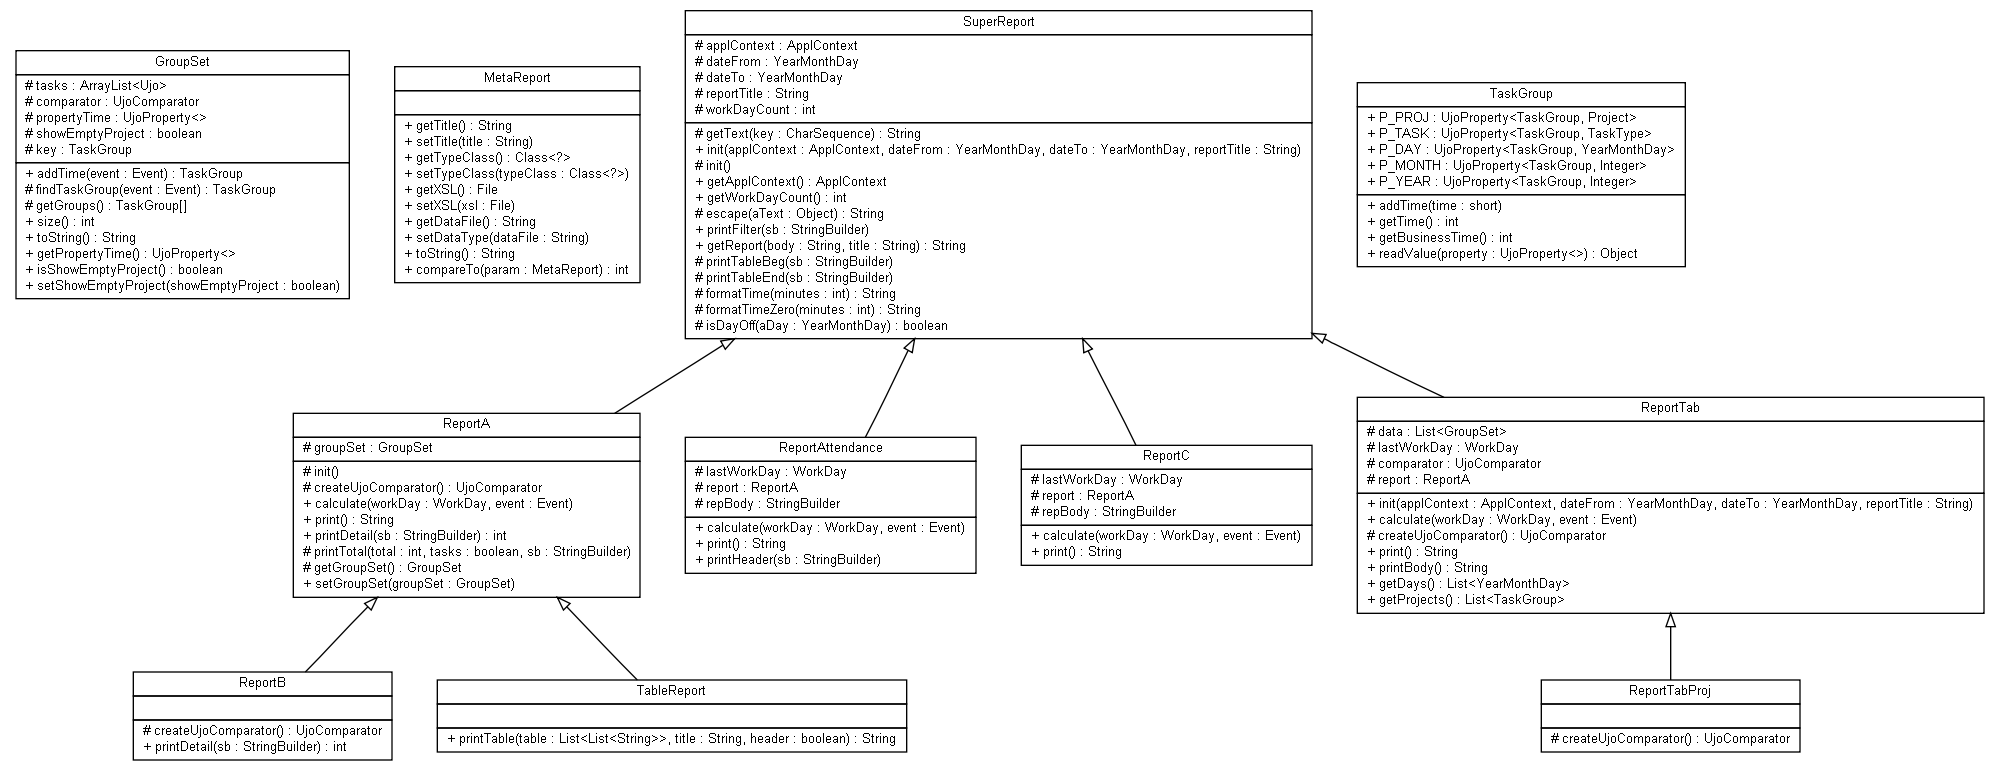 SuperReport
# applContext : ApplContext
# dateFrom : YearMonthDay
# dateTo : YearMonthDay
# reportTitle : String
# workDayCount : int
# getText(key : CharSequence) : String
+ init(applContext : ApplContext, dateFrom : YearMonthDay, dateTo : YearMonthDay, reportTitle : String)
# init()
+ getApplContext() : ApplContext
+ getWorkDayCount() : int
# escape(aText : Object) : String
+ printFilter(sb : StringBuilder)
+ getReport(body : String, title : String) : String
# printTableBeg(sb : StringBuilder)
# printTableEnd(sb : StringBuilder)
# formatTime(minutes : int) : String
# formatTimeZero(minutes : int) : String
# isDayOff(aDay : YearMonthDay) : boolean
GroupSet
# tasks : ArrayList<Ujo>
# comparator : UjoComparator
# propertyTime : UjoProperty<>
# showEmptyProject : boolean
# key : TaskGroup
+ addTime(event : Event) : TaskGroup
# findTaskGroup(event : Event) : TaskGroup
# getGroups() : TaskGroup[]
+ size() : int
+ toString() : String
+ getPropertyTime() : UjoProperty<>
+ isShowEmptyProject() : boolean
+ setShowEmptyProject(showEmptyProject : boolean)
MetaReport
+ getTitle() : String
+ setTitle(title : String)
+ getTypeClass() : Class<?>
+ setTypeClass(typeClass : Class<?>)
+ getXSL() : File
+ setXSL(xsl : File)
+ getDataFile() : String
+ setDataType(dataFile : String)
+ toString() : String
+ compareTo(param : MetaReport) : int
TaskGroup
+ P_PROJ : UjoProperty<TaskGroup, Project>
+ P_TASK : UjoProperty<TaskGroup, TaskType>
+ P_DAY : UjoProperty<TaskGroup, YearMonthDay>
+ P_MONTH : UjoProperty<TaskGroup, Integer>
+ P_YEAR : UjoProperty<TaskGroup, Integer>
+ addTime(time : short)
+ getTime() : int
+ getBusinessTime() : int
+ readValue(property : UjoProperty<>) : Object
ReportA
# groupSet : GroupSet
# init()
# createUjoComparator() : UjoComparator
+ calculate(workDay : WorkDay, event : Event)
+ print() : String
+ printDetail(sb : StringBuilder) : int
# printTotal(total : int, tasks : boolean, sb : StringBuilder)
# getGroupSet() : GroupSet
+ setGroupSet(groupSet : GroupSet)
ReportAttendance
# lastWorkDay : WorkDay
# report : ReportA
# repBody : StringBuilder
+ calculate(workDay : WorkDay, event : Event)
+ print() : String
+ printHeader(sb : StringBuilder)
ReportC
# lastWorkDay : WorkDay
# report : ReportA
# repBody : StringBuilder
+ calculate(workDay : WorkDay, event : Event)
+ print() : String
ReportTab
# data : List<GroupSet>
# lastWorkDay : WorkDay
# comparator : UjoComparator
# report : ReportA
+ init(applContext : ApplContext, dateFrom : YearMonthDay, dateTo : YearMonthDay, reportTitle : String)
+ calculate(workDay : WorkDay, event : Event)
# createUjoComparator() : UjoComparator
+ print() : String
+ printBody() : String
+ getDays() : List<YearMonthDay>
+ getProjects() : List<TaskGroup>
ReportB
# createUjoComparator() : UjoComparator
+ printDetail(sb : StringBuilder) : int
TableReport
+ printTable(table : List<List<String>>, title : String, header : boolean) : String
ReportTabProj
# createUjoComparator() : UjoComparator